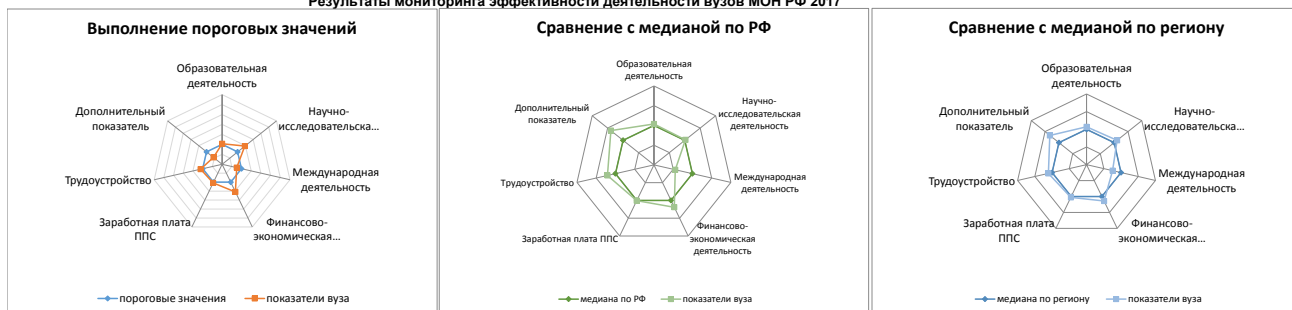 Результаты мониторинга эффективности деятельности вузов МОН РФ 2017
Выполнение пороговых значений
Образовательная
деятельность
Научно-
исследовательска...
Международная
деятельность
Финансово-
экономическая...
Заработная плата
ППС
Трудоустройство
Дополнительный
показатель
пороговые значения
показатели вуза
Сравнение с медианой по РФ
Образовательная
деятельность
Научно-
исследовательская
деятельность
Международная
деятельность
Финансово-
экономическая
деятельность
Заработная плата ППС
Трудоустройство
Дополнительный
показатель
медиана по РФ
показатели вуза
Сравнение с медианой по региону
Образовательная
деятельность
Научно-
исследовательска...
Международная
деятельность
Финансово-
экономическая...
Заработная плата
ППС
Трудоустройство
Дополнительный
показатель
медиана по региону
показатели вуза